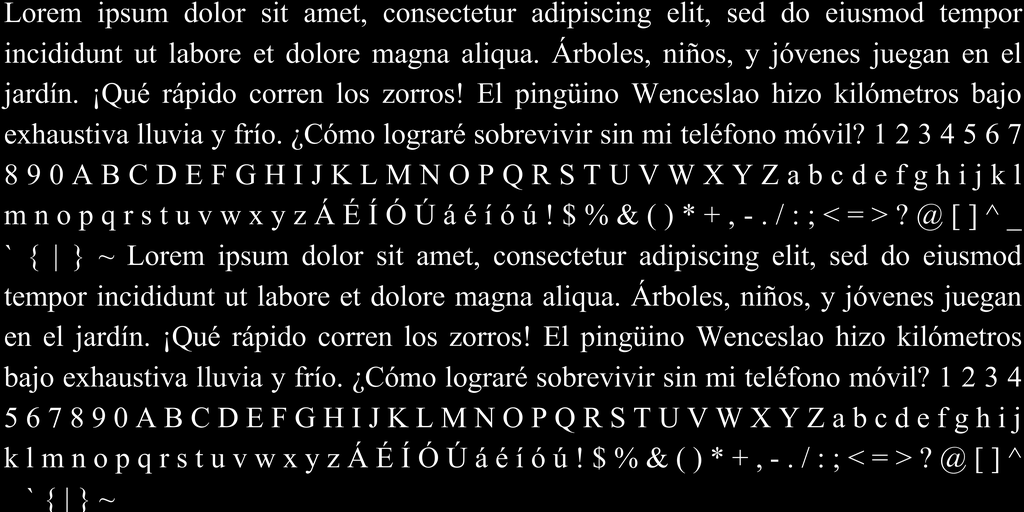 Lorem ipsum dolor sit amet, consectetur adipiscing elit, sed do eiusmod tempor
incididunt ut labore et dolore magna aliqua. Árboles, niños, y jóvenes juegan en el
jardín. ¡Qué rápido corren los zorros! El pingüino Wenceslao hizo kilómetros bajo
exhaustiva lluvia y frío. ¿Cómo lograré sobrevivir sin mi teléfono móvil? 1 2 3 4 5 6 7
8 9 0 A B C D E F G H I J K L M N O P Q R S T U V W X Y Z a b c d e f g h i j k l
m n o p q r s t u v w x y z Á É Í Ó Ú á é í ó ú ! $ % & ( ) * + , - . / : ; < = > ? @ [ ] ^ _
` { | } ~ Lorem ipsum dolor sit amet, consectetur adipiscing elit, sed do eiusmod
tempor incididunt ut labore et dolore magna aliqua. Árboles, niños, y jóvenes juegan
en el jardín. ¡Qué rápido corren los zorros! El pingüino Wenceslao hizo kilómetros
bajo exhaustiva lluvia y frío. ¿Cómo lograré sobrevivir sin mi teléfono móvil? 1 2 3 4
5 6 7 8 9 0 A B C D E F G H I J K L M N O P Q R S T U V W X Y Z a b c d e f g h i j
k l m n o p q r s t u v w x y z Á É Í Ó Ú á é í ó ú ! $ % & ( ) * + , - . / : ; < = > ? @ [ ] ^
` { | } ~